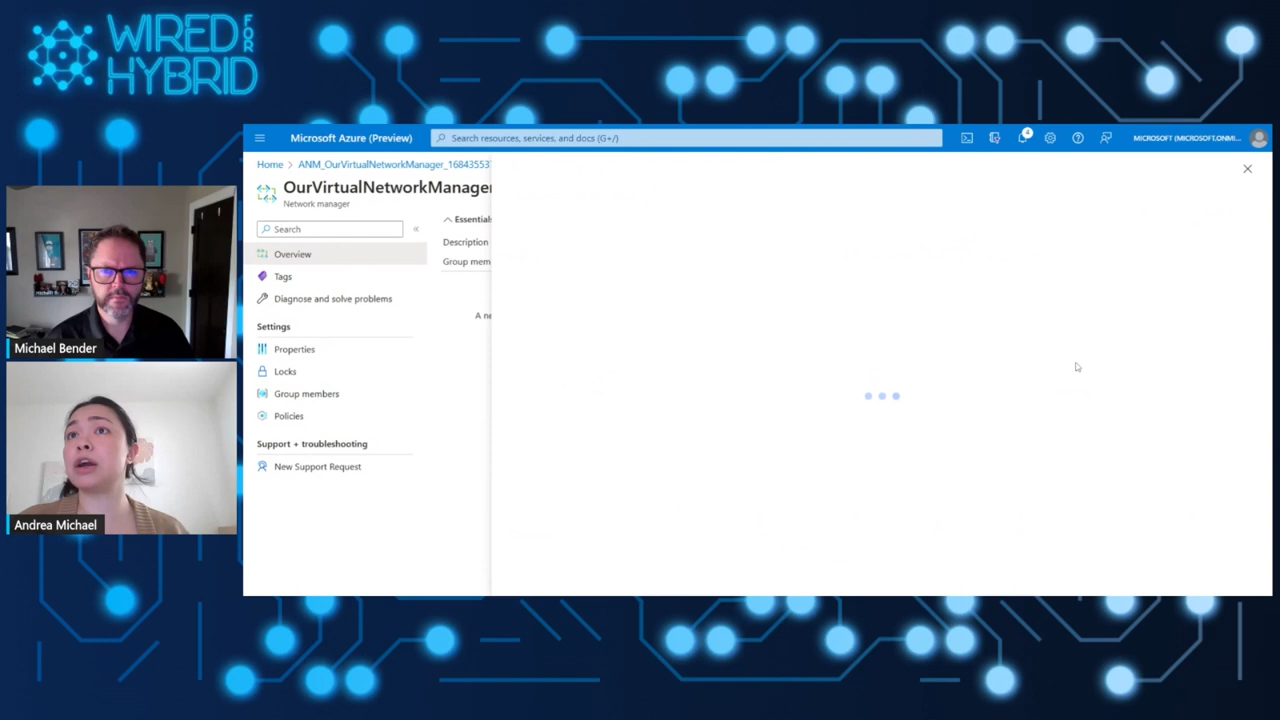 WIRED FOR
HYBRID
Microsoft Azure (Preview)
Search resources, services, and docs (G+/)
4
MICROSOFT (MICROSOFT.ONMI...
Home > ANM_OurVirtualNetworkManager_16843553
OurVirtualNetworkManager
Network manager
Search
«
Essentials
Overview
Description
Tags
Group mem
Diagnose and solve problems
A ne
Settings
Properties
Locks
Group members
Policies
Support + troubleshooting
New Support Request
Michael Bender
Andrea Michael